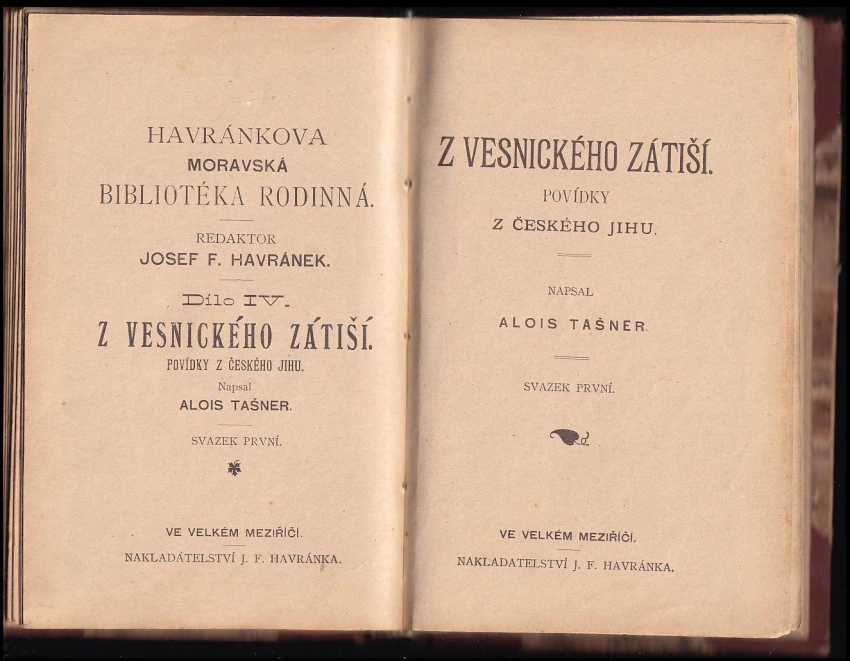 HAVRÁNKOVA
MORAVSKÁ
BIBLIOTÉKA RODINNÁ.
REDAKTOR
JOSEF F. HAVRÁNEK.
Dílo IV.
Z VESNICKÉHO ZÁTIŠÍ.
POVÍDKY Z ČESKÉHO JIHU.
Napsal
ALOIS TAŠNER.
SVAZEK PRVNÍ.
VE VELKÉM MEZIŘÍČÍ.
NAKLADATELSTVÍ J. F. HAVRÁNKA.
Z VESNICKÉHO ZÁTIŠÍ.
POVÍDKY
Z ČESKÉHO JIHU.
NAPSAL
ALOIS TAŠNER.
SVAZEK PRVNÍ.
VE VELKÉM MEZIŘÍČÍ.
NAKLADATELSTVÍ J. F. HAVRÁNKA.